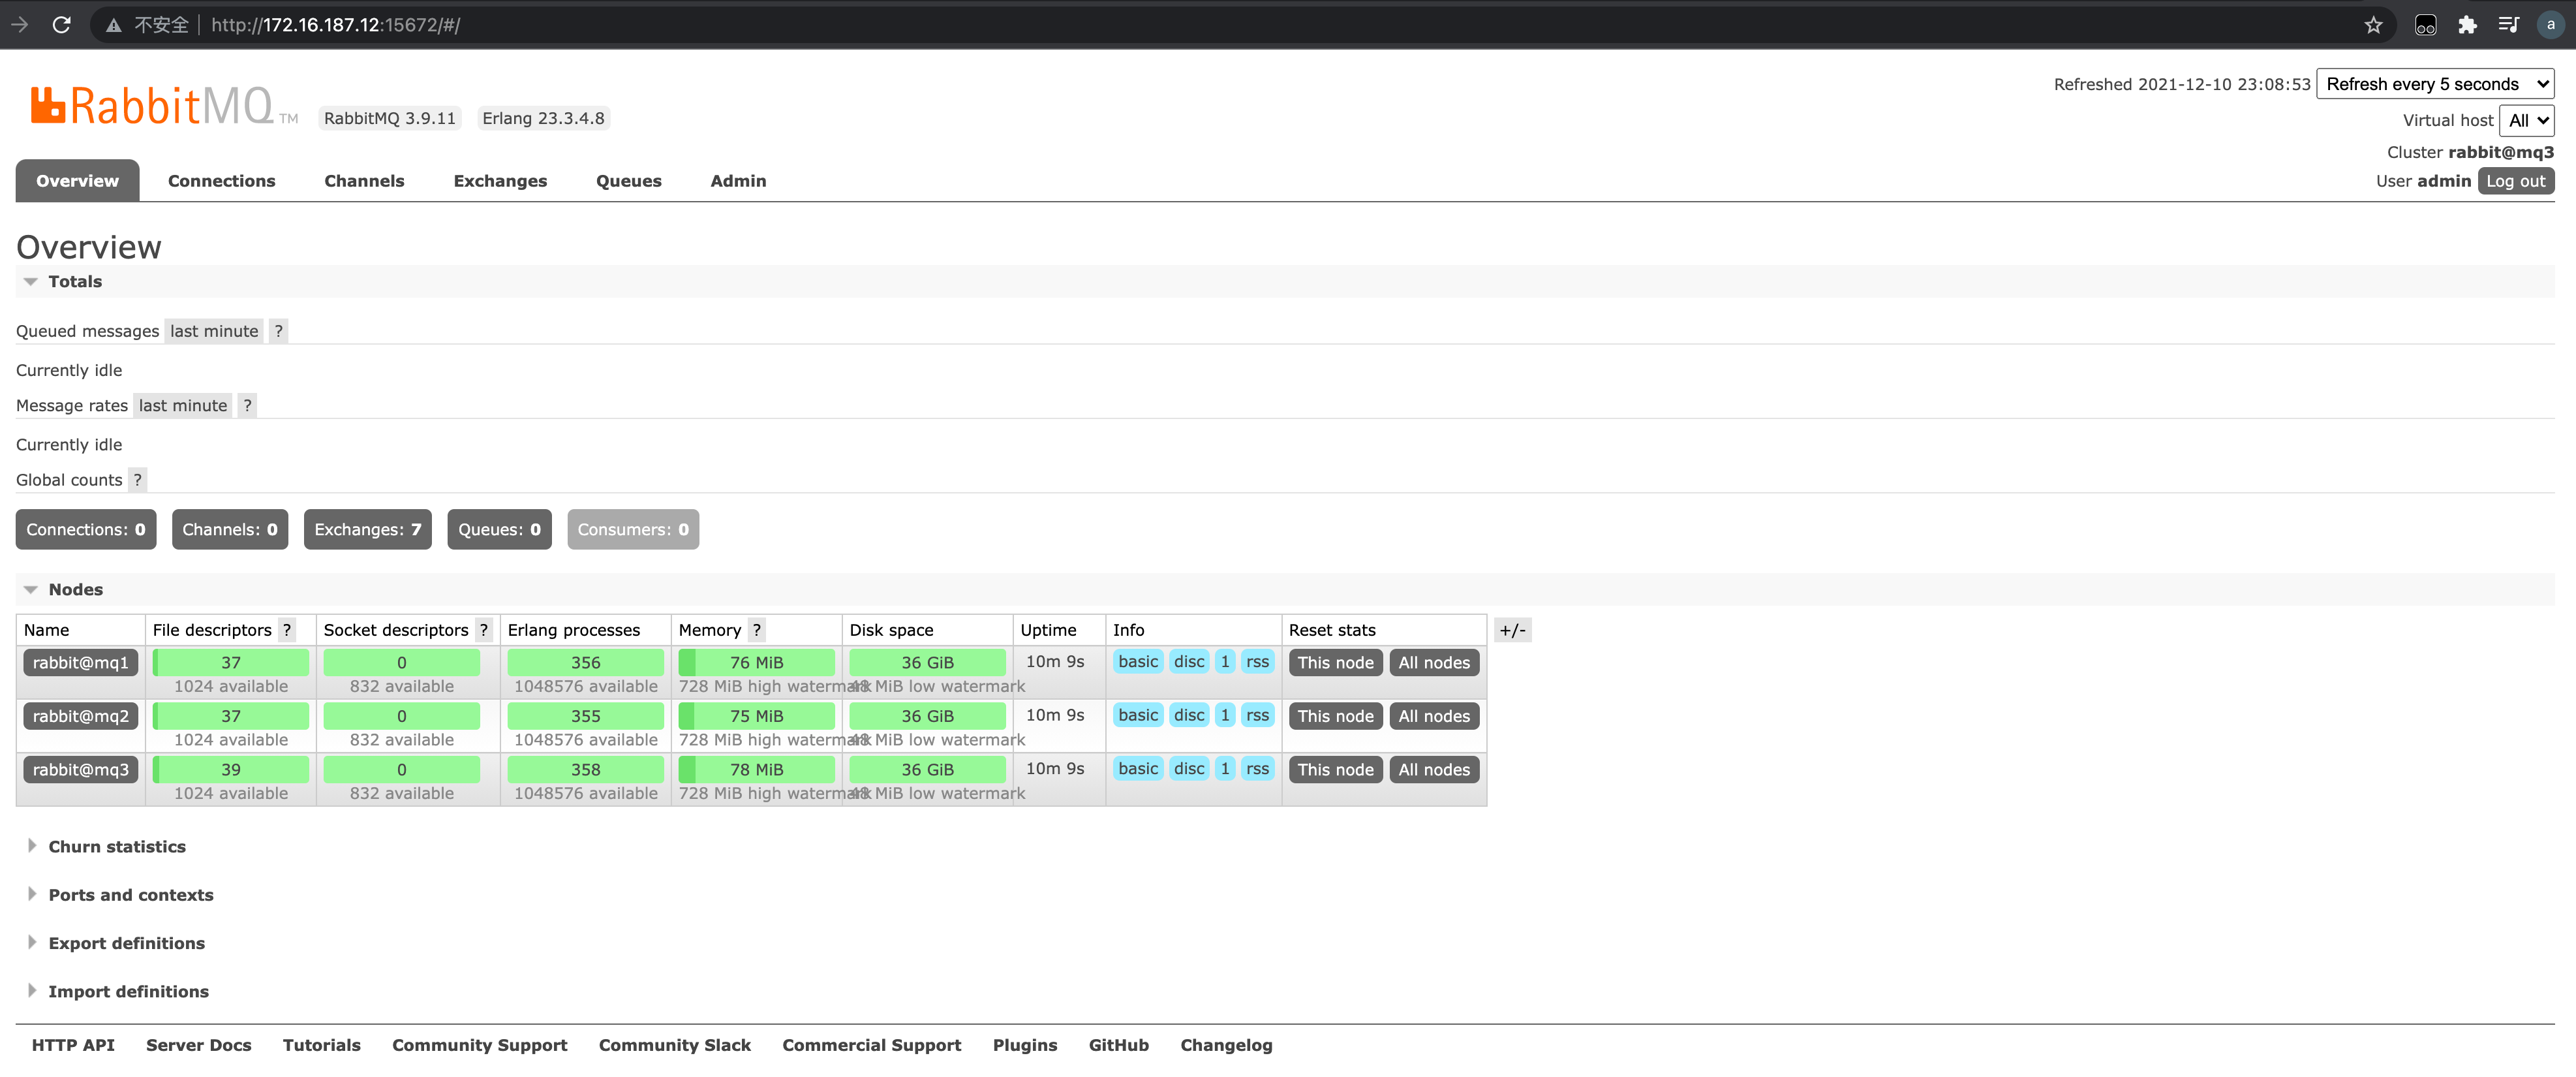 不安全 http://172.16.187.12:15672/#/ a
Refreshed 2021-12-10 23:08:53 Refresh every 5 seconds
RabbitMQ TM RabbitMQ 3.9.11 Erlang 23.3.4.8
Virtual host All
Cluster rabbit@mq3
Overview Connections Channels Exchanges Queues Admin
User admin Log out
Overview
Totals
Queued messages last minute ?
Currently idle
Message rates last minute ?
Currently idle
Global counts ?
Connections: 0 Channels: 0 Exchanges: 7 Queues: 0 Consumers: 0
Nodes
Name File descriptors ? Socket descriptors ? Erlang processes Memory ? Disk space Uptime Info Reset stats +/-
rabbit@mq1 37 0 356 76 MiB 36 GiB 10m 9s basic disc 1 rss This node All nodes
1024 available 832 available 1048576 available 728 MiB high watermark 48 MiB low watermark
rabbit@mq2 37 0 355 75 MiB 36 GiB 10m 9s basic disc 1 rss This node All nodes
1024 available 832 available 1048576 available 728 MiB high watermark 48 MiB low watermark
rabbit@mq3 39 0 358 78 MiB 36 GiB 10m 9s basic disc 1 rss This node All nodes
1024 available 832 available 1048576 available 728 MiB high watermark 48 MiB low watermark
Churn statistics
Ports and contexts
Export definitions
Import definitions
HTTP API Server Docs Tutorials Community Support Community Slack Commercial Support Plugins GitHub Changelog